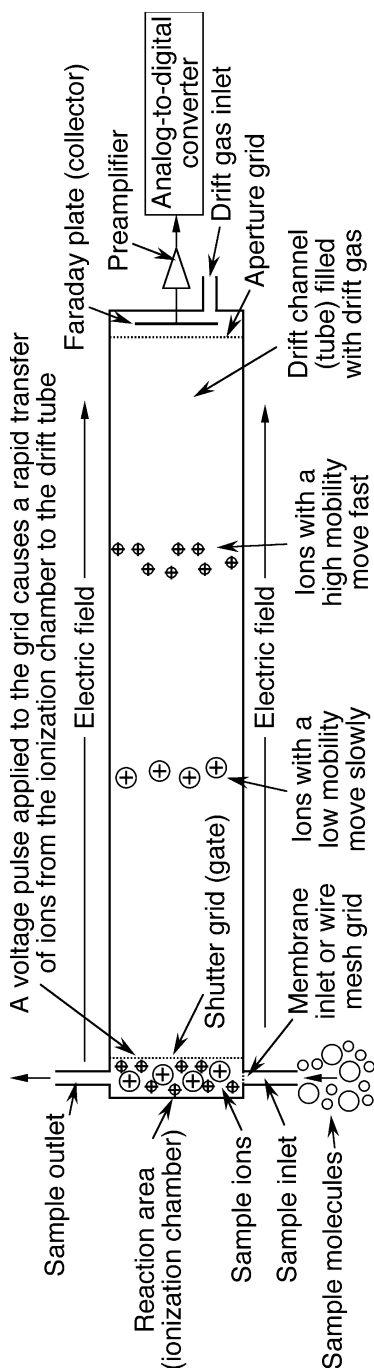 A voltage pulse applied to the grid causes a rapid transfer
of ions from the ionization chamber to the drift tube
Faraday plate (collector)
Preamplifier
Analog-to-digital
converter
Sample outlet
Electric field
Drift gas inlet
Aperture grid
Shutter grid (gate)
Reaction area
(ionization chamber)
Sample ions
Sample inlet
Sample molecules
Electric field
Membrane
inlet or wire
mesh grid
Ions with a
low mobility
move slowly
Ions with a
high mobility
move fast
Drift channel
(tube) filled
with drift gas